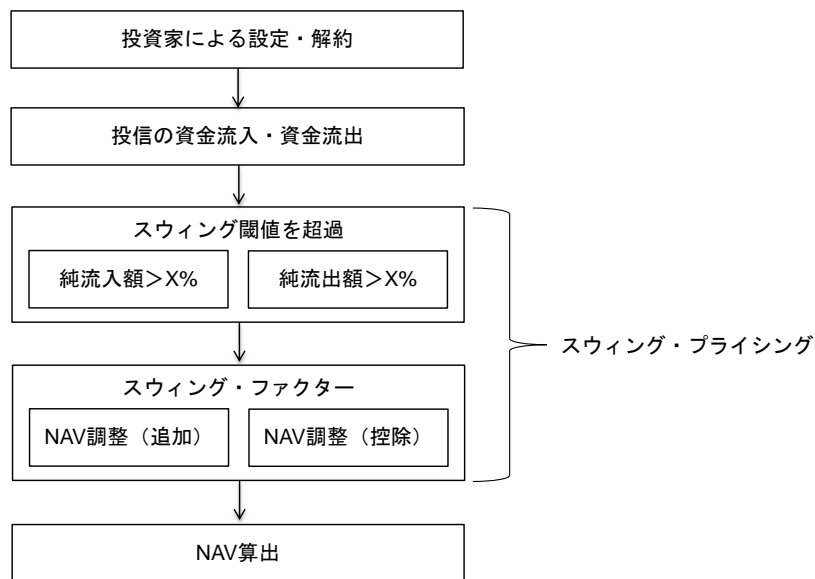 投資家による設定・解約
投信の資金流入・資金流出
スウィング閾値を超過
純流入額＞X%
純流出額＞X%
スウィング・プライシング
スウィング・ファクター
NAV調整（追加）
NAV調整（控除）
NAV算出